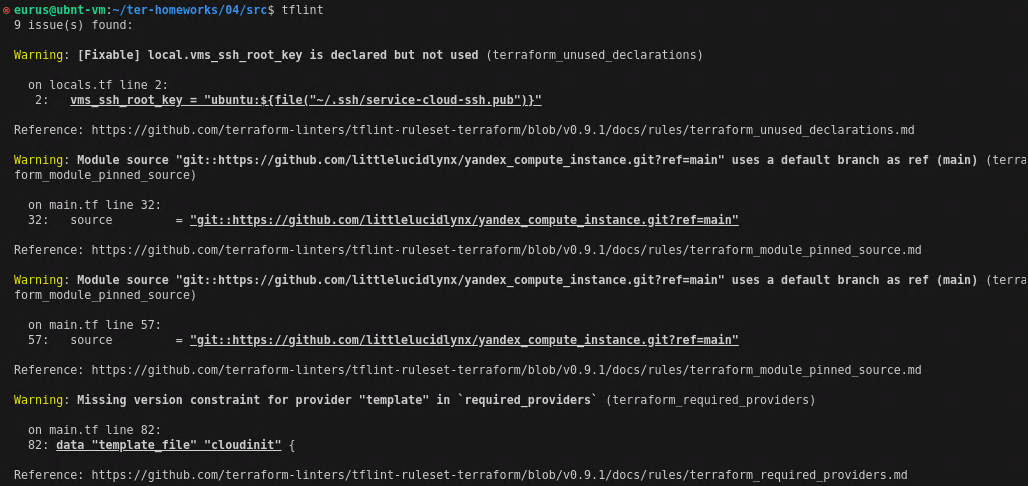 eurus@ubnt-vm:~/ter-homeworks/04/src$ tflint
9 issue(s) found:
Warning: [Fixable] local.vms_ssh_root_key is declared but not used (terraform_unused_declarations)
on locals.tf line 2:
2:   vms_ssh_root_key = "ubuntu:${file("~/.ssh/service-cloud-ssh.pub")}"
Reference: https://github.com/terraform-linters/tflint-ruleset-terraform/blob/v0.9.1/docs/rules/terraform_unused_declarations.md
Warning: Module source "git::https://github.com/littlelucidlynx/yandex_compute_instance.git?ref=main" uses a default branch as ref (main) (terra
form_module_pinned_source)
on main.tf line 32:
32:   source         = "git::https://github.com/littlelucidlynx/yandex_compute_instance.git?ref=main"
Reference: https://github.com/terraform-linters/tflint-ruleset-terraform/blob/v0.9.1/docs/rules/terraform_module_pinned_source.md
Warning: Module source "git::https://github.com/littlelucidlynx/yandex_compute_instance.git?ref=main" uses a default branch as ref (main) (terra
form_module_pinned_source)
on main.tf line 57:
57:   source         = "git::https://github.com/littlelucidlynx/yandex_compute_instance.git?ref=main"
Reference: https://github.com/terraform-linters/tflint-ruleset-terraform/blob/v0.9.1/docs/rules/terraform_module_pinned_source.md
Warning: Missing version constraint for provider "template" in `required_providers` (terraform_required_providers)
on main.tf line 82:
82: data "template_file" "cloudinit" {
Reference: https://github.com/terraform-linters/tflint-ruleset-terraform/blob/v0.9.1/docs/rules/terraform_required_providers.md